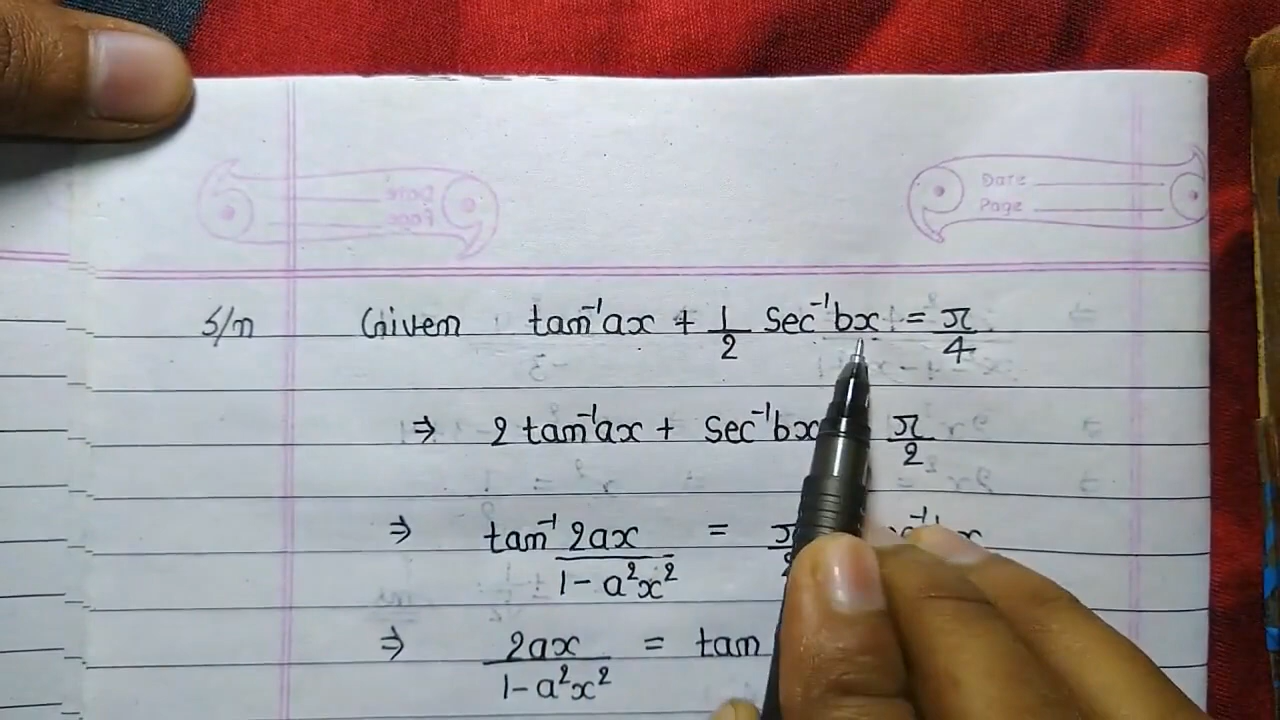 Date
Page
S/n Given tan⁻¹ax + 1/2 sec⁻¹bx = π/4
⇒ 2 tan⁻¹ax + sec⁻¹bx π/2
⇒ tan⁻¹ 2ax/1-a²x² =
⇒ 2ax/1-a²x² = tan